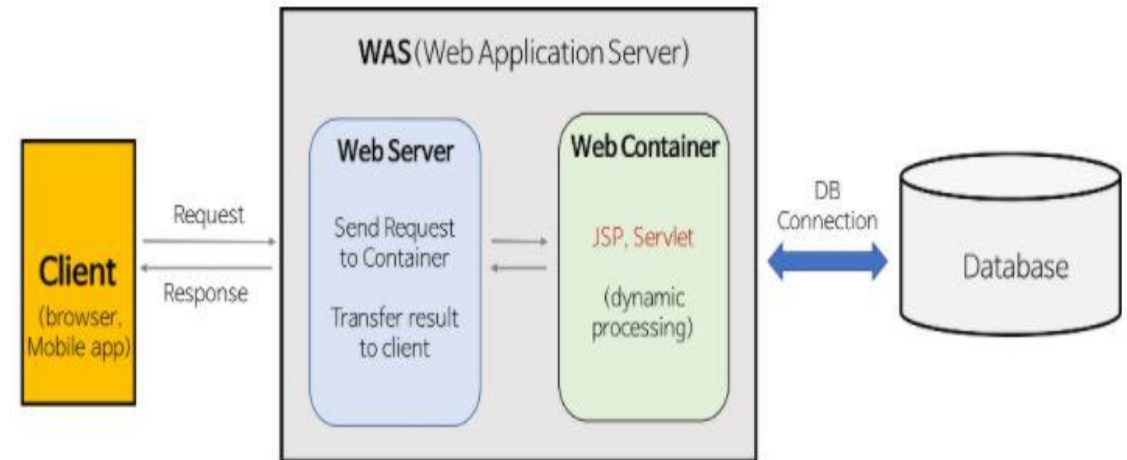 WAS(Web Application Server)
Client
(browser,
Mobile app)
Request
Response
Web Server
Send Request
to Container
Transfer result
to client
Web Container
JSP, Servlet
(dynamic
processing)
DB
Connection
Database